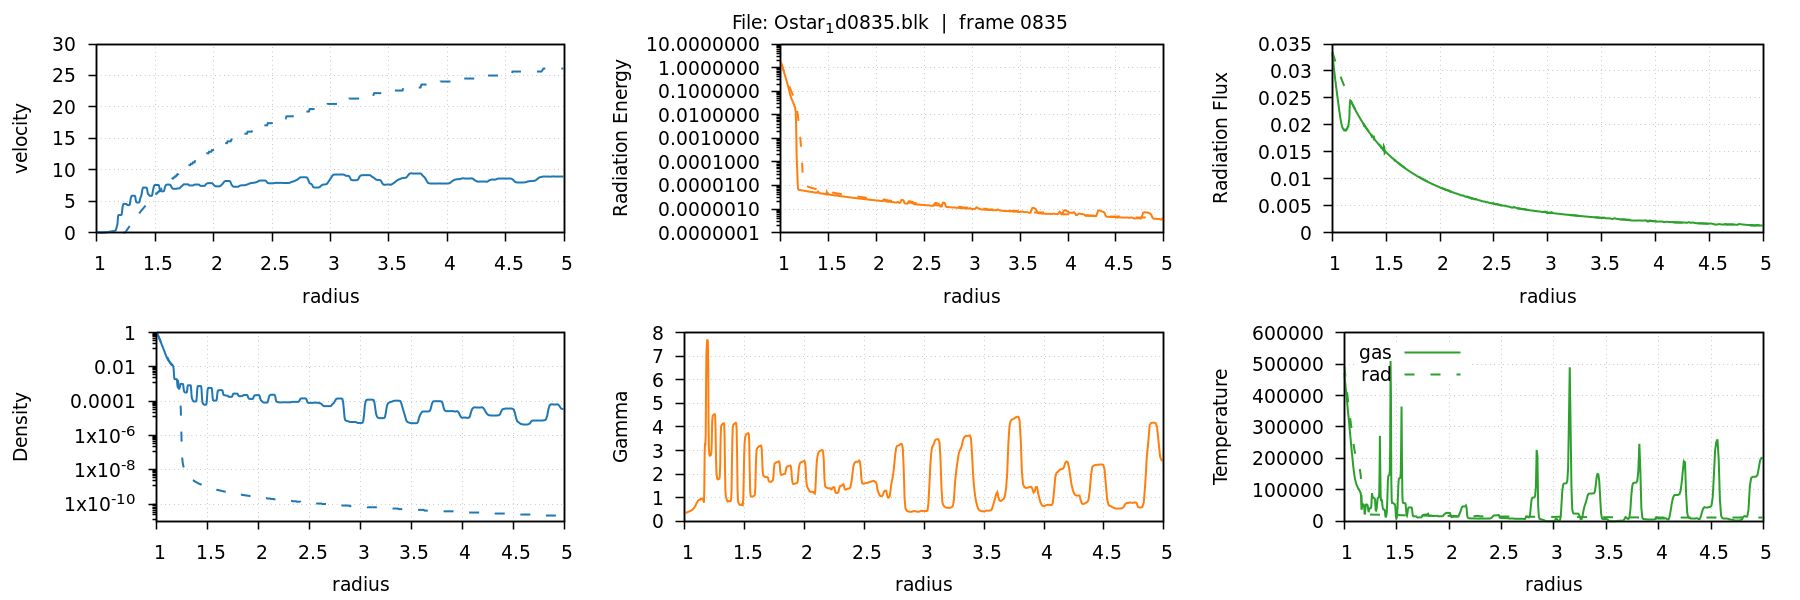 File: Ostar1d0835.blk | frame 0835
velocity
30
25
20
15
10
5
0
1 1.5 2 2.5 3 3.5 4 4.5 5
radius
Radiation Energy
10.0000000
1.0000000
0.1000000
0.0100000
0.0010000
0.0001000
0.0000100
0.0000010
0.0000001
1 1.5 2 2.5 3 3.5 4 4.5 5
radius
Radiation Flux
0.035
0.03
0.025
0.02
0.015
0.01
0.005
0
1 1.5 2 2.5 3 3.5 4 4.5 5
radius
Density
1
0.01
0.0001
1x10-6
1x10-8
1x10-10
1 1.5 2 2.5 3 3.5 4 4.5 5
radius
Gamma
8
7
6
5
4
3
2
1
0
1 1.5 2 2.5 3 3.5 4 4.5 5
radius
Temperature
600000
500000
400000
300000
200000
100000
0
gas
rad
1 1.5 2 2.5 3 3.5 4 4.5 5
radius